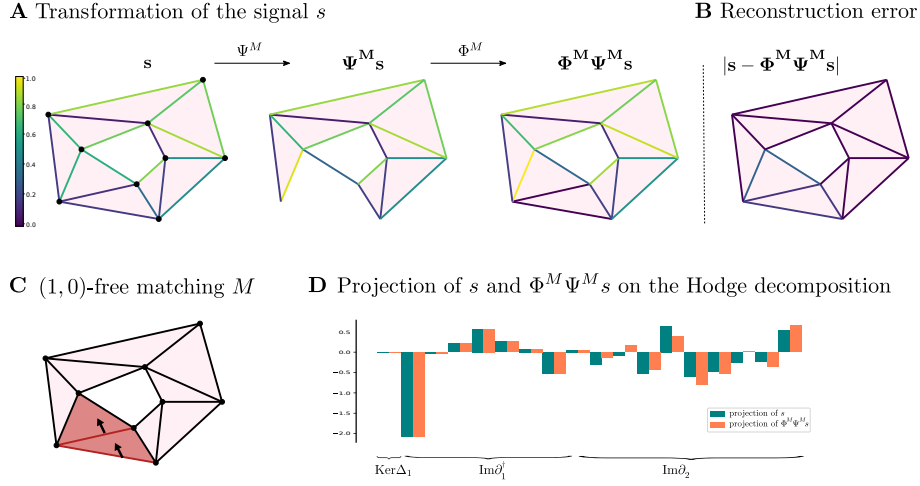 A Transformation of the signal s
B Reconstruction error
s
Ψ^M
Ψ^M s
Φ^M
Φ^M Ψ^M s
|s − Φ^M Ψ^M s|
1.0
0.8
0.6
0.4
0.2
0.0
C (1, 0)-free matching M
D Projection of s and Φ^M Ψ^M s on the Hodge decomposition
0.5
0.0
−0.5
−1.0
−1.5
−2.0
projection of s
projection of Φ^M Ψ^M s
KerΔ₁
Im∂₁^†
Im∂₂